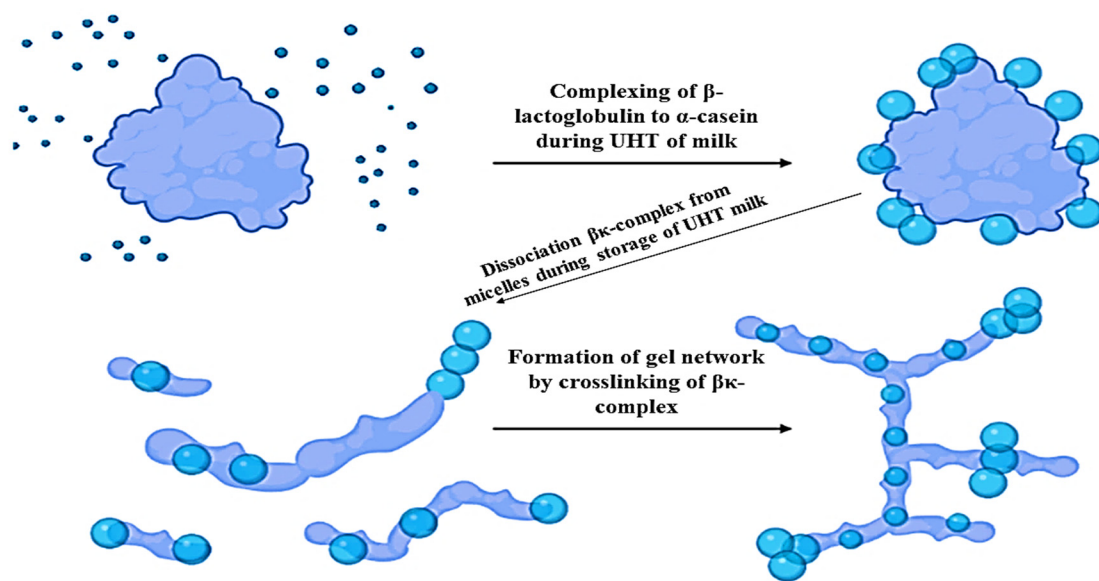 Complexing of β-
lactoglobulin to α-casein
during UHT of milk
Dissociation βκ-complex from
micelles during storage of UHT milk
Formation of gel network
by crosslinking of βκ-
complex